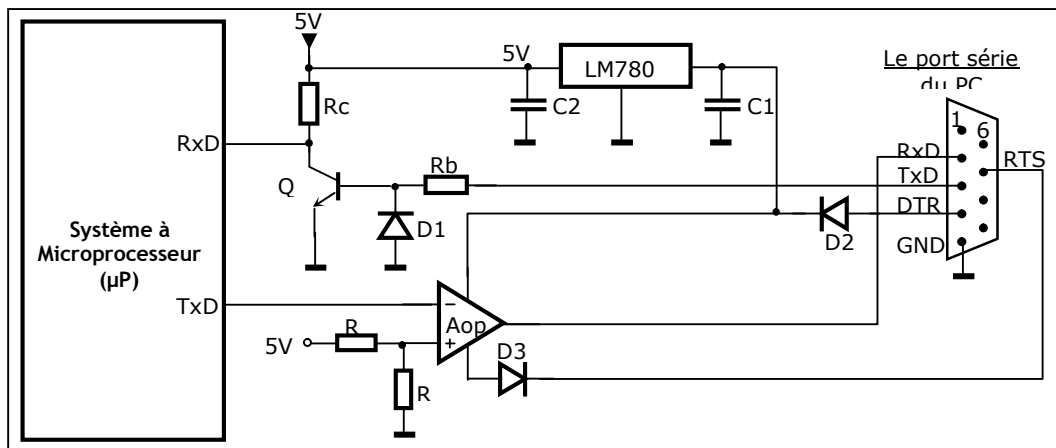 5V
5V
LM780
Le port série
du PC
Rc
C2
C1
1
6
RxD
RxD
RTS
Rb
TxD
Q
DTR
D1
D2
Système à
Microprocesseur
(µP)
GND
TxD
Aop
−
+
R
5V
D3
R